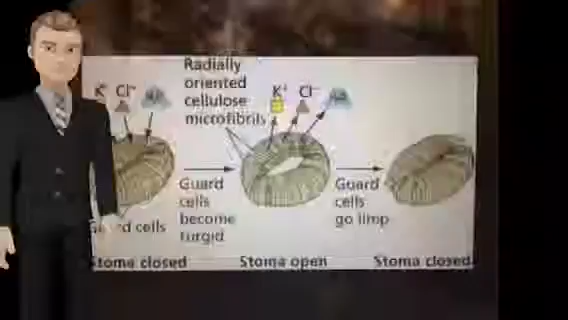 Radially
oriented
cellulose
microfibrils
K⁺ Cl⁻
K⁺ Cl⁻
Guard
cells
become
turgid
Guard
cells
go limp
cells
Stoma closed
Stoma open
Stoma closed